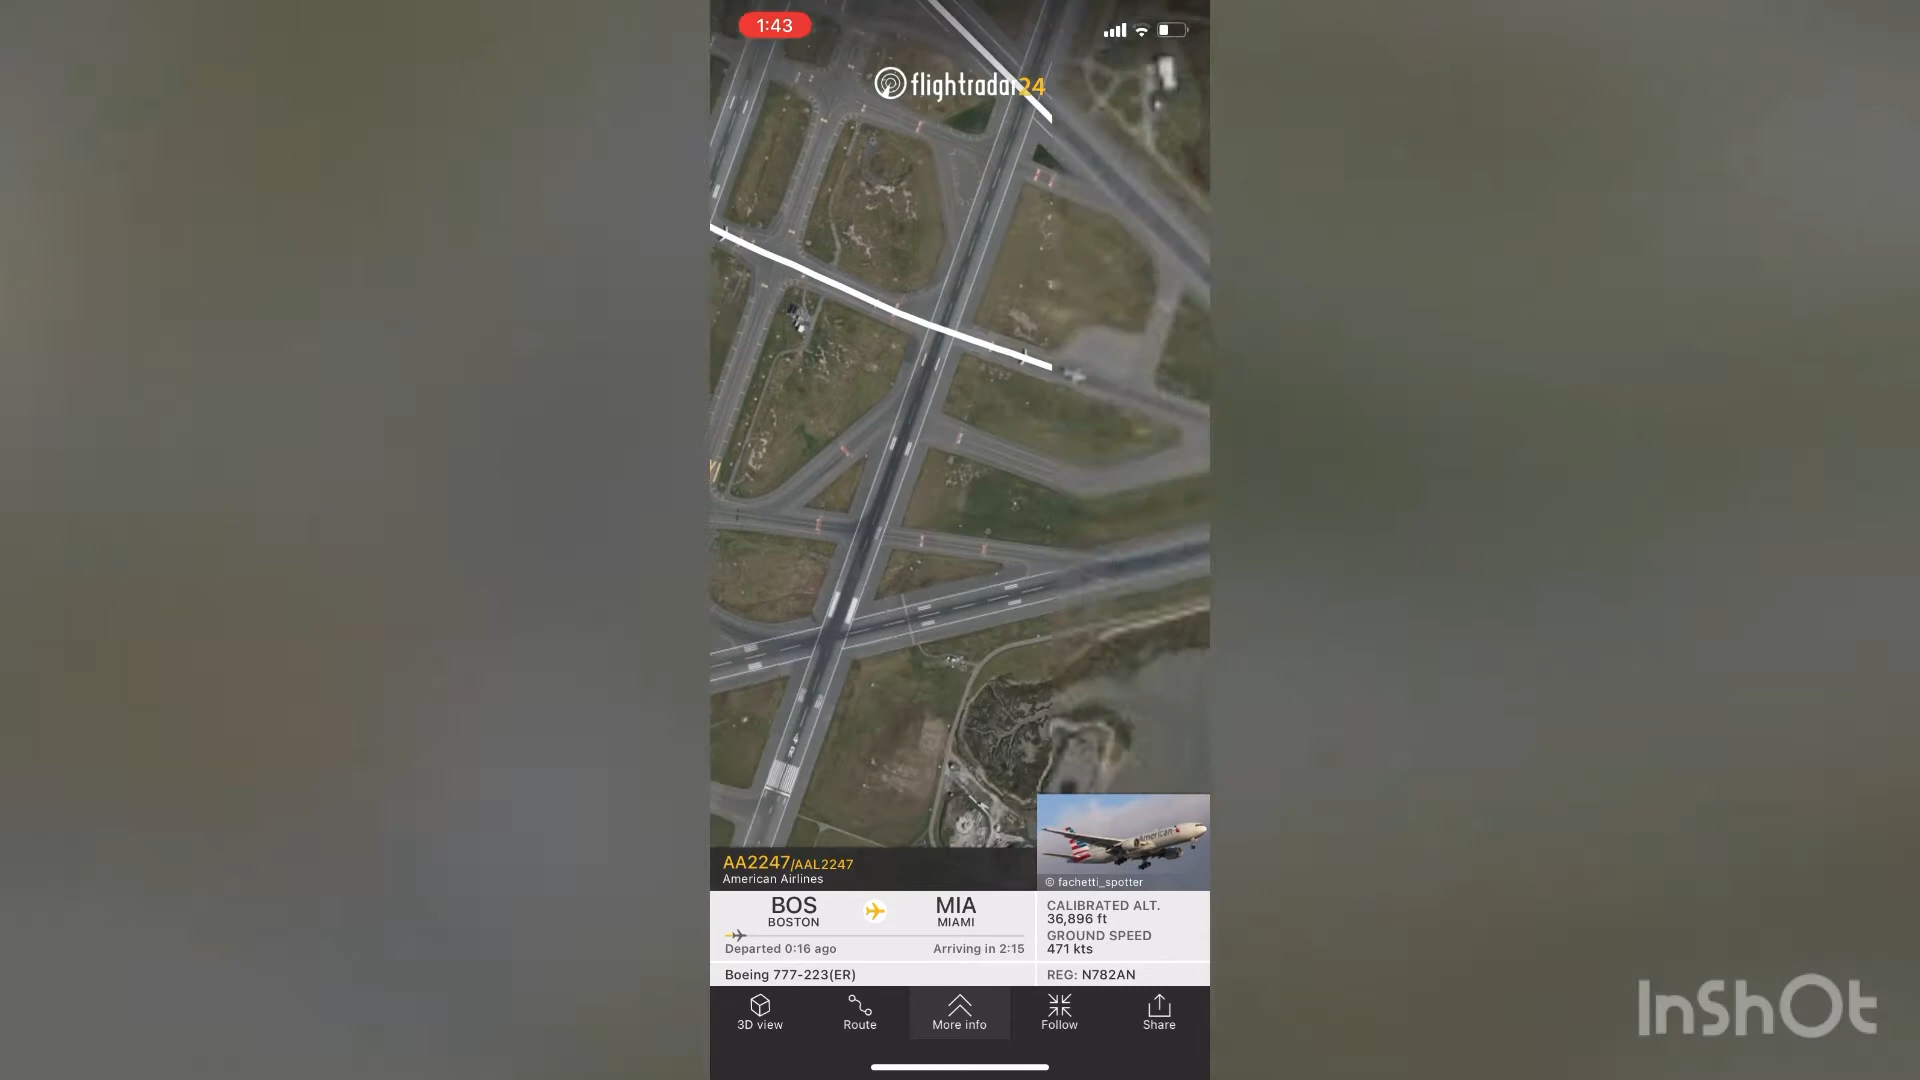 1:43
flightradar24
AA2247/AAL2247
American Airlines
American
© fachetti_spotter
BOS
BOSTON
MIA
MIAMI
Departed 0:16 ago
Arriving in 2:15
CALIBRATED ALT.
36,896 ft
GROUND SPEED
471 kts
Boeing 777-223(ER)
REG: N782AN
3D view
Route
More info
Follow
Share
InShOt